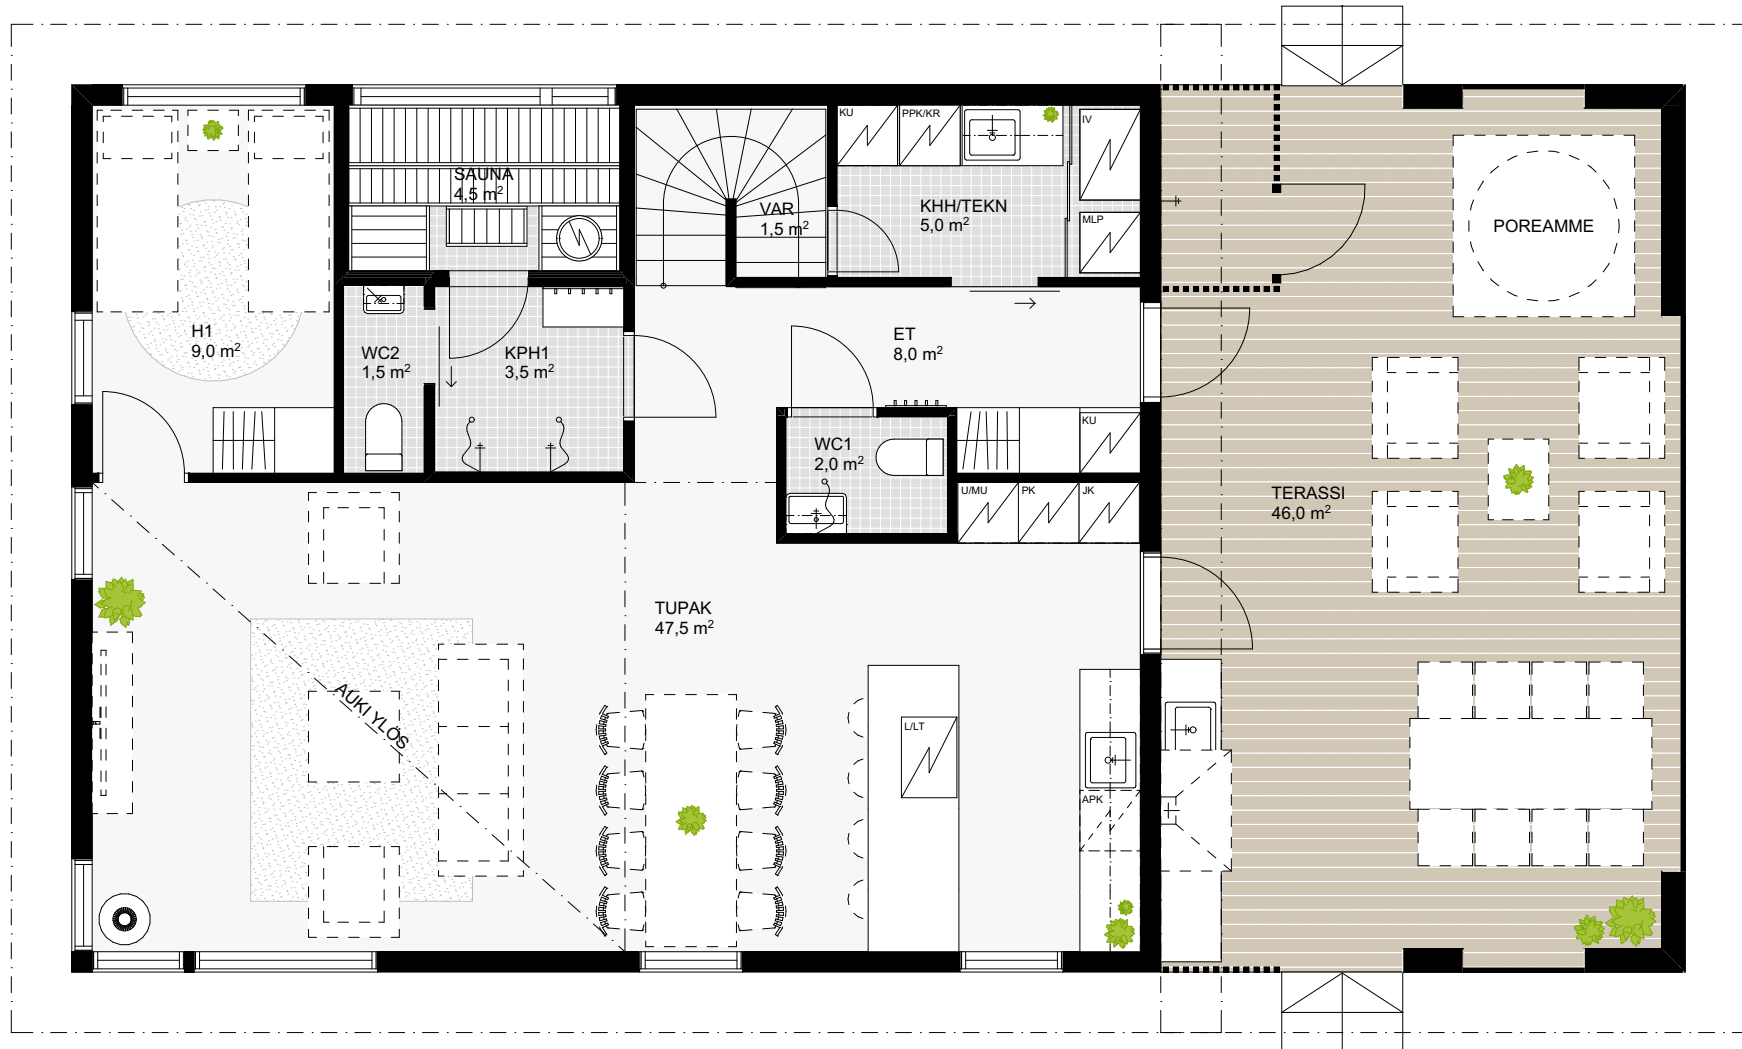 KU
PPK/KR
IV
SAUNA
4,5 m²
VAR
1,5 m²
KHH/TEKN
5,0 m²
MLP
POREAMME
H1
9,0 m²
WC2
1,5 m²
KPH1
3,5 m²
ET
8,0 m²
KU
WC1
2,0 m²
U/MU
PK
JK
TERASSI
46,0 m²
TUPAK
47,5 m²
AUKI YLÖS
L/LT
APK